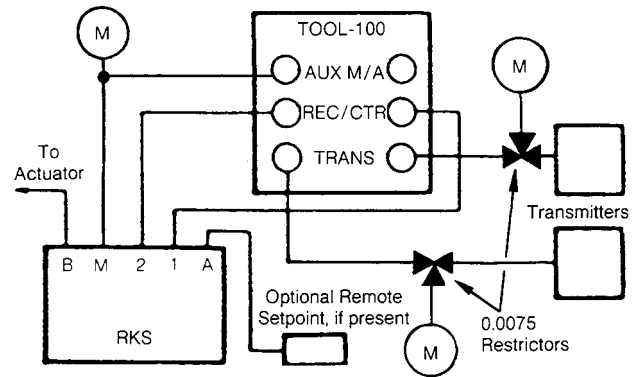 M
TOOL-100
AUX M/A
REC/CTR
TRANS
M
To
Actuator
Transmitters
B M 2 1 A
RKS
Optional Remote
Setpoint, if present
M
0.0075
Restrictors